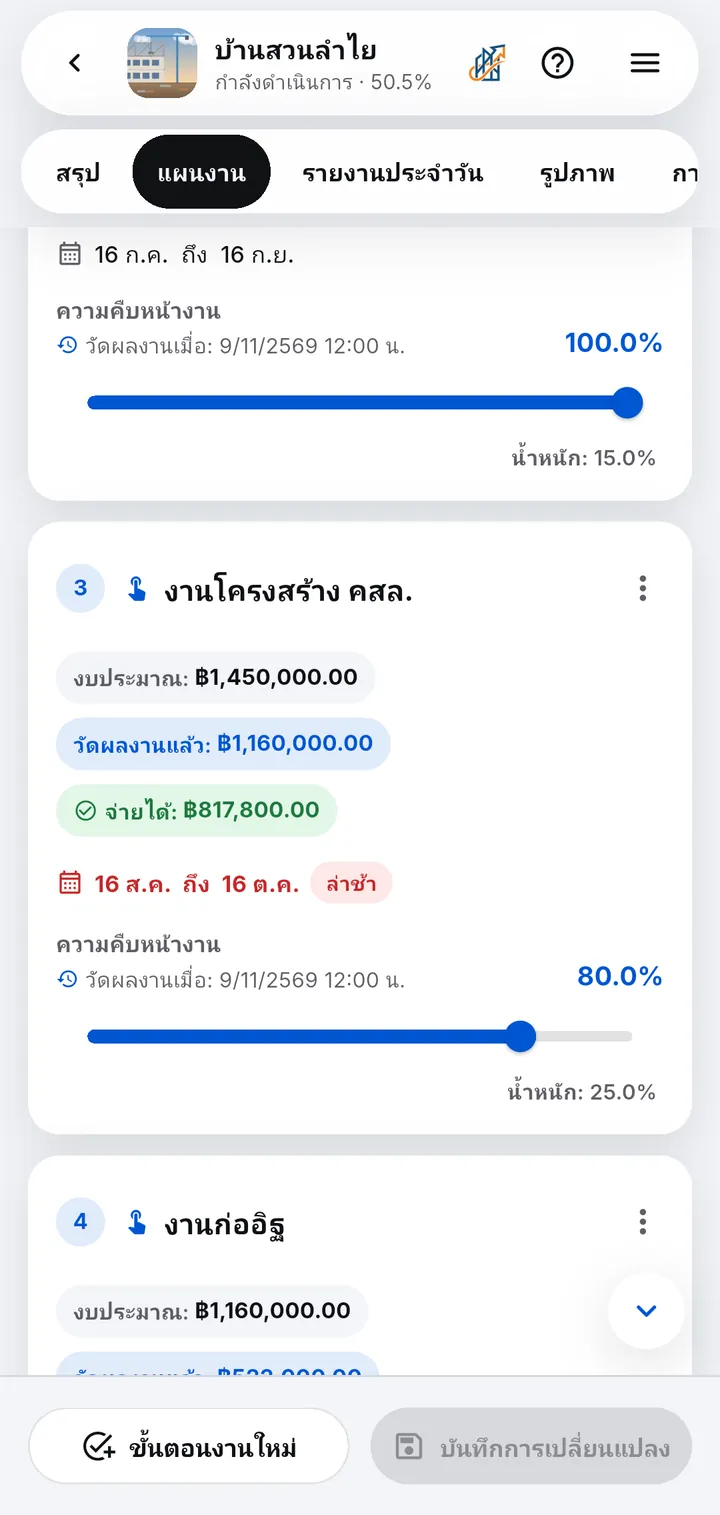 บ้านสวนลำไย
กำลังดำเนินการ · 50.5%
สรุป
แผนงาน
รายงานประจำวัน
รูปภาพ
16 ก.ค. ถึง 16 ก.ย.
ความคืบหน้างาน
วัดผลงานเมื่อ: 9/11/2569 12:00 น.
100.0%
น้ำหนัก: 15.0%
3
งานโครงสร้าง คสล.
งบประมาณ: ฿1,450,000.00
วัดผลงานแล้ว: ฿1,160,000.00
จ่ายได้: ฿817,800.00
16 ส.ค. ถึง 16 ต.ค. ล่าช้า
ความคืบหน้างาน
วัดผลงานเมื่อ: 9/11/2569 12:00 น.
80.0%
น้ำหนัก: 25.0%
4
งานก่ออิฐ
งบประมาณ: ฿1,160,000.00
ขั้นตอนงานใหม่
บันทึกการเปลี่ยนแปลง